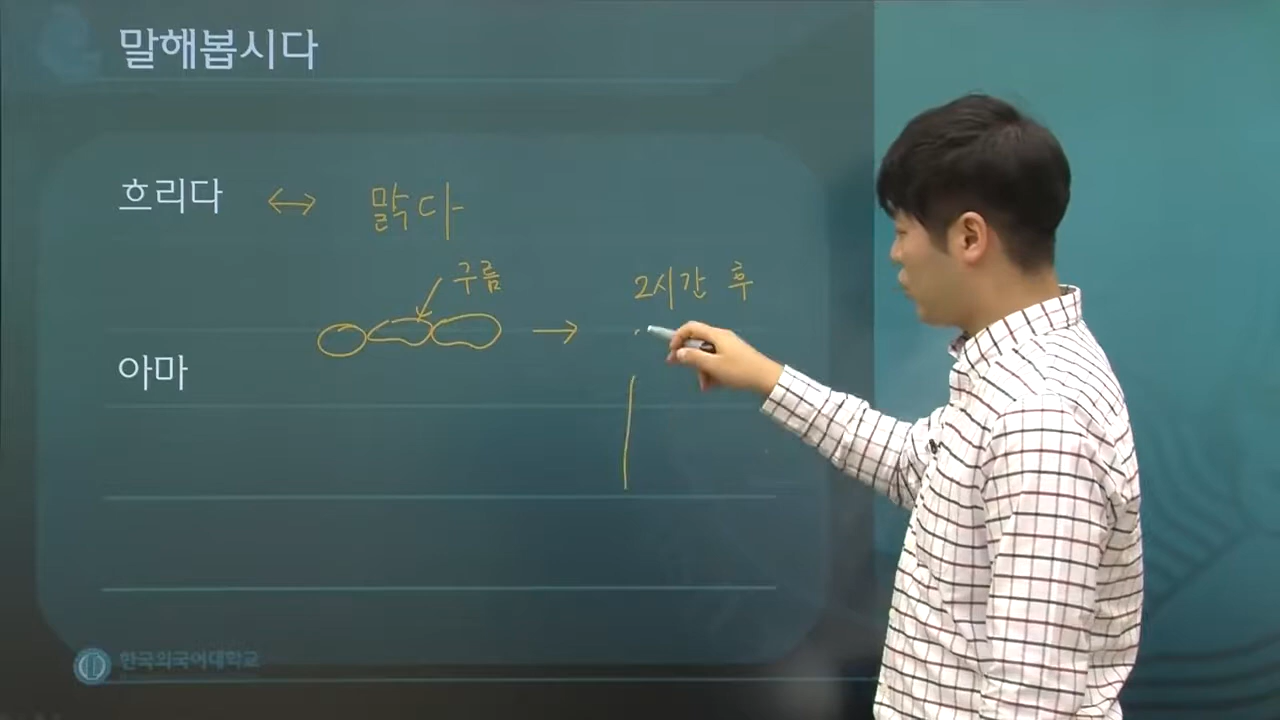 말해봅시다
흐리다 ↔ 맑다
구름
→ 2시간 후
아마
한국외국어대학교